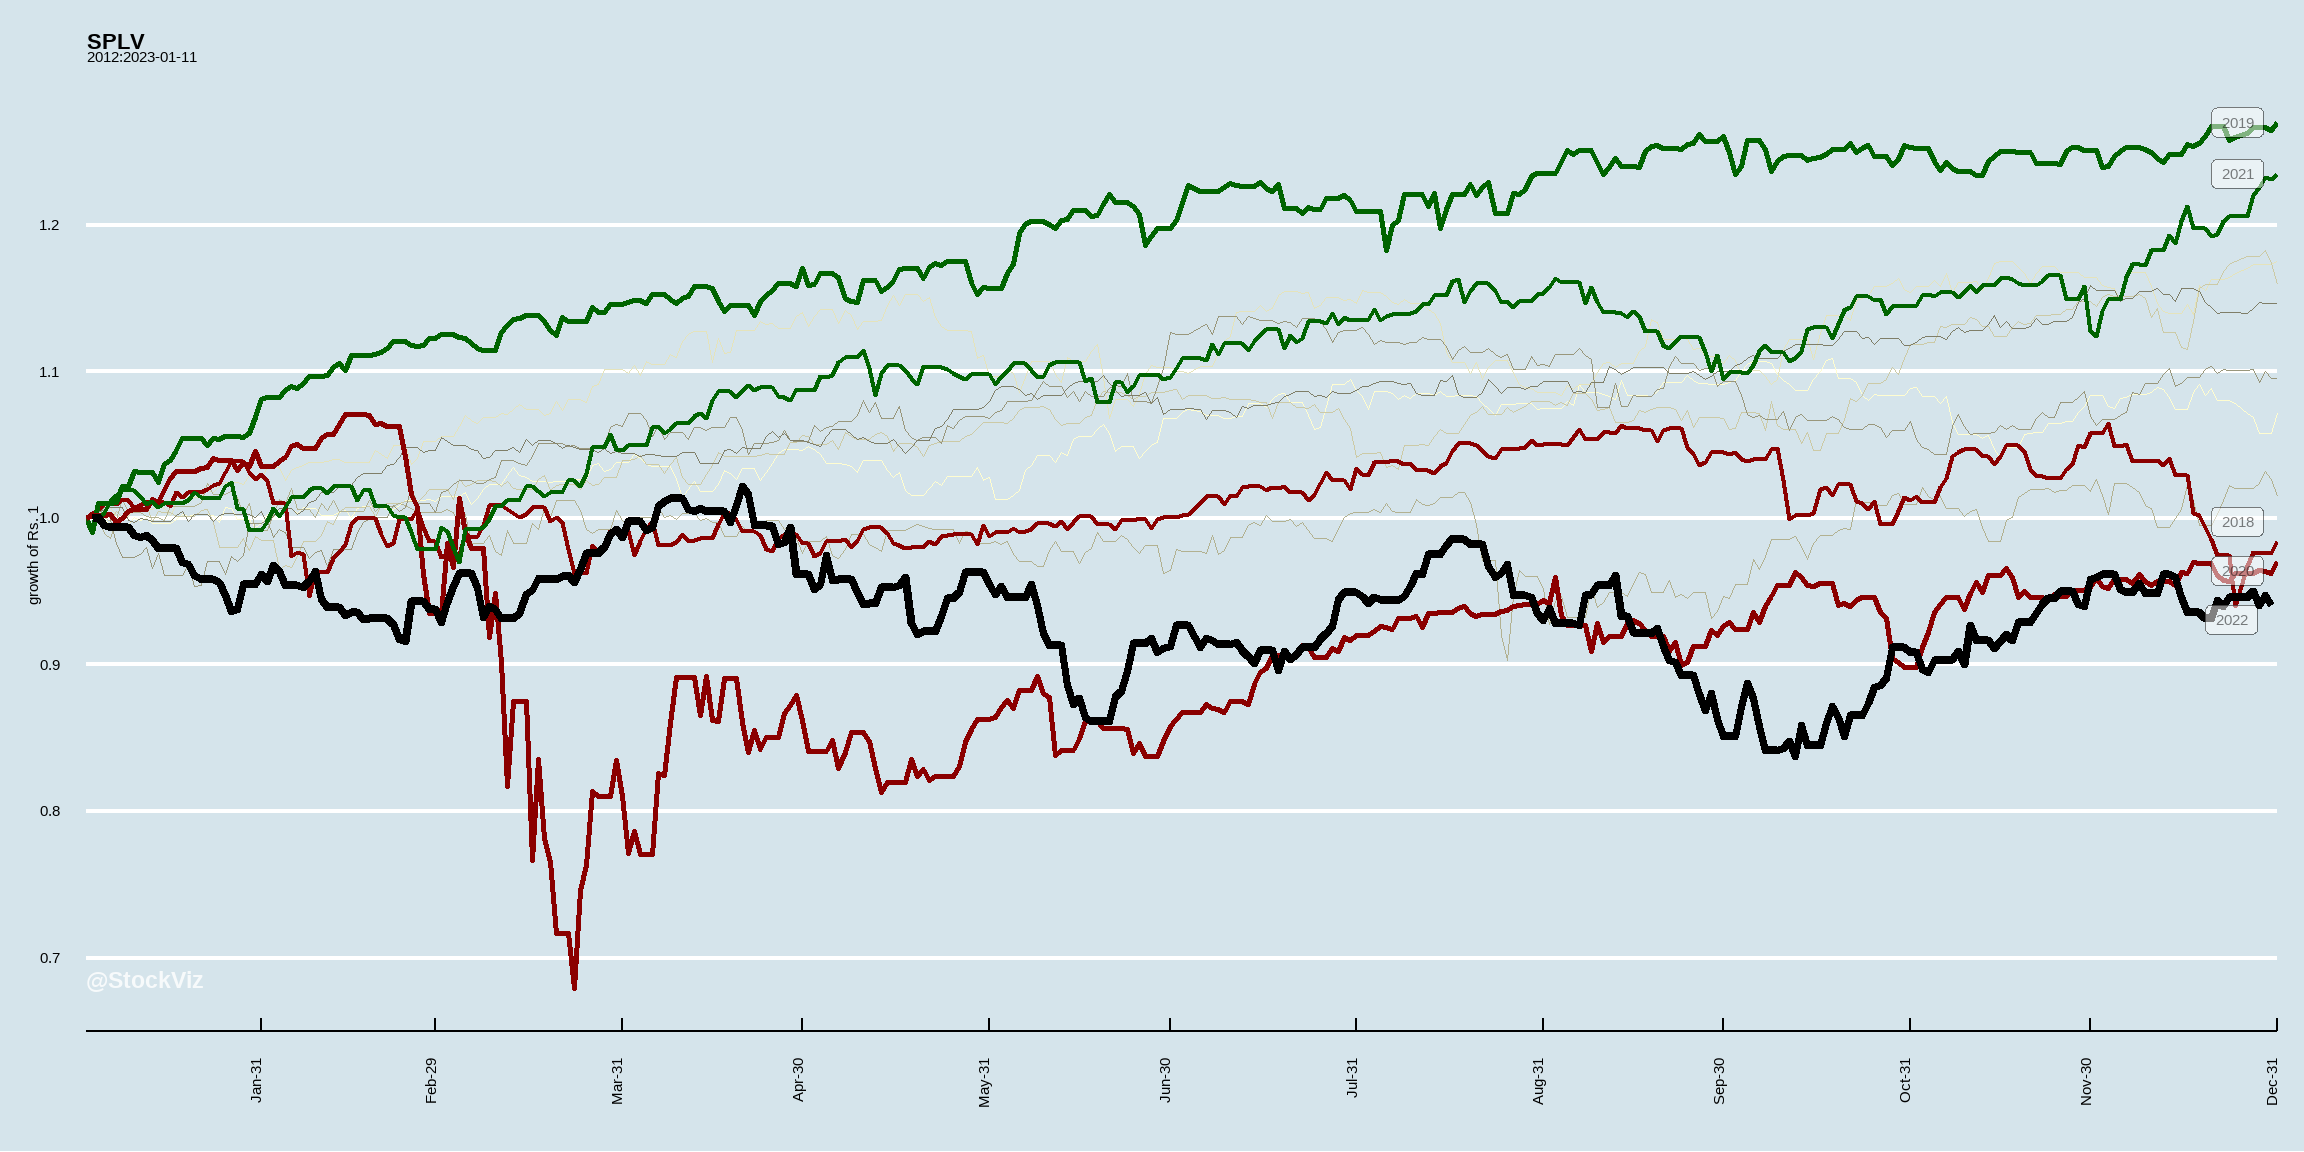 SPLV
2012:2023-01-11
2019
2021
1.2
1.1
1.0
2018
growth of Rs. 1
2020
2022
0.9
0.8
0.7
@StockViz
Jan-31
Feb-29
Mar-31
Apr-30
May-31
Jun-30
Jul-31
Aug-31
Sep-30
Oct-31
Nov-30
Dec-31